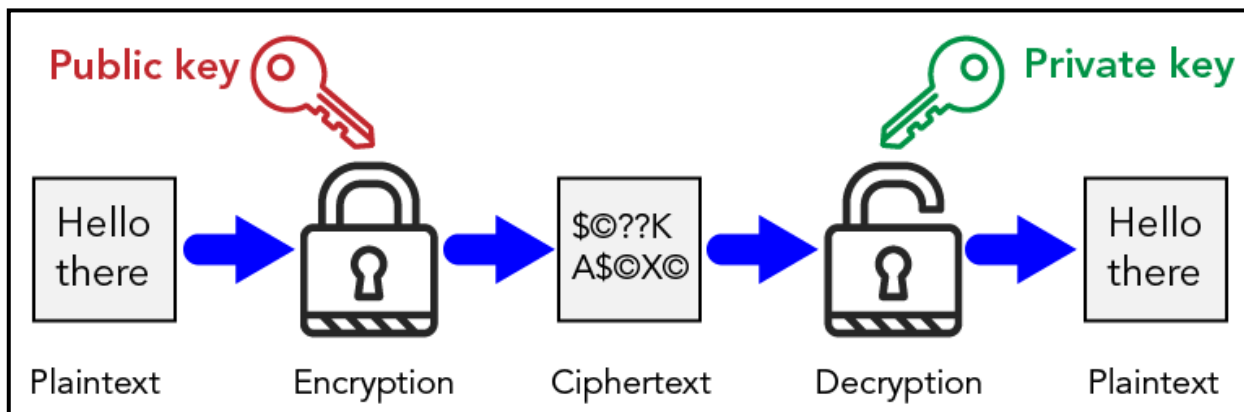 Public key
Private key
Hello
there
$©??K
A$©X©
Hello
there
Plaintext
Encryption
Ciphertext
Decryption
Plaintext